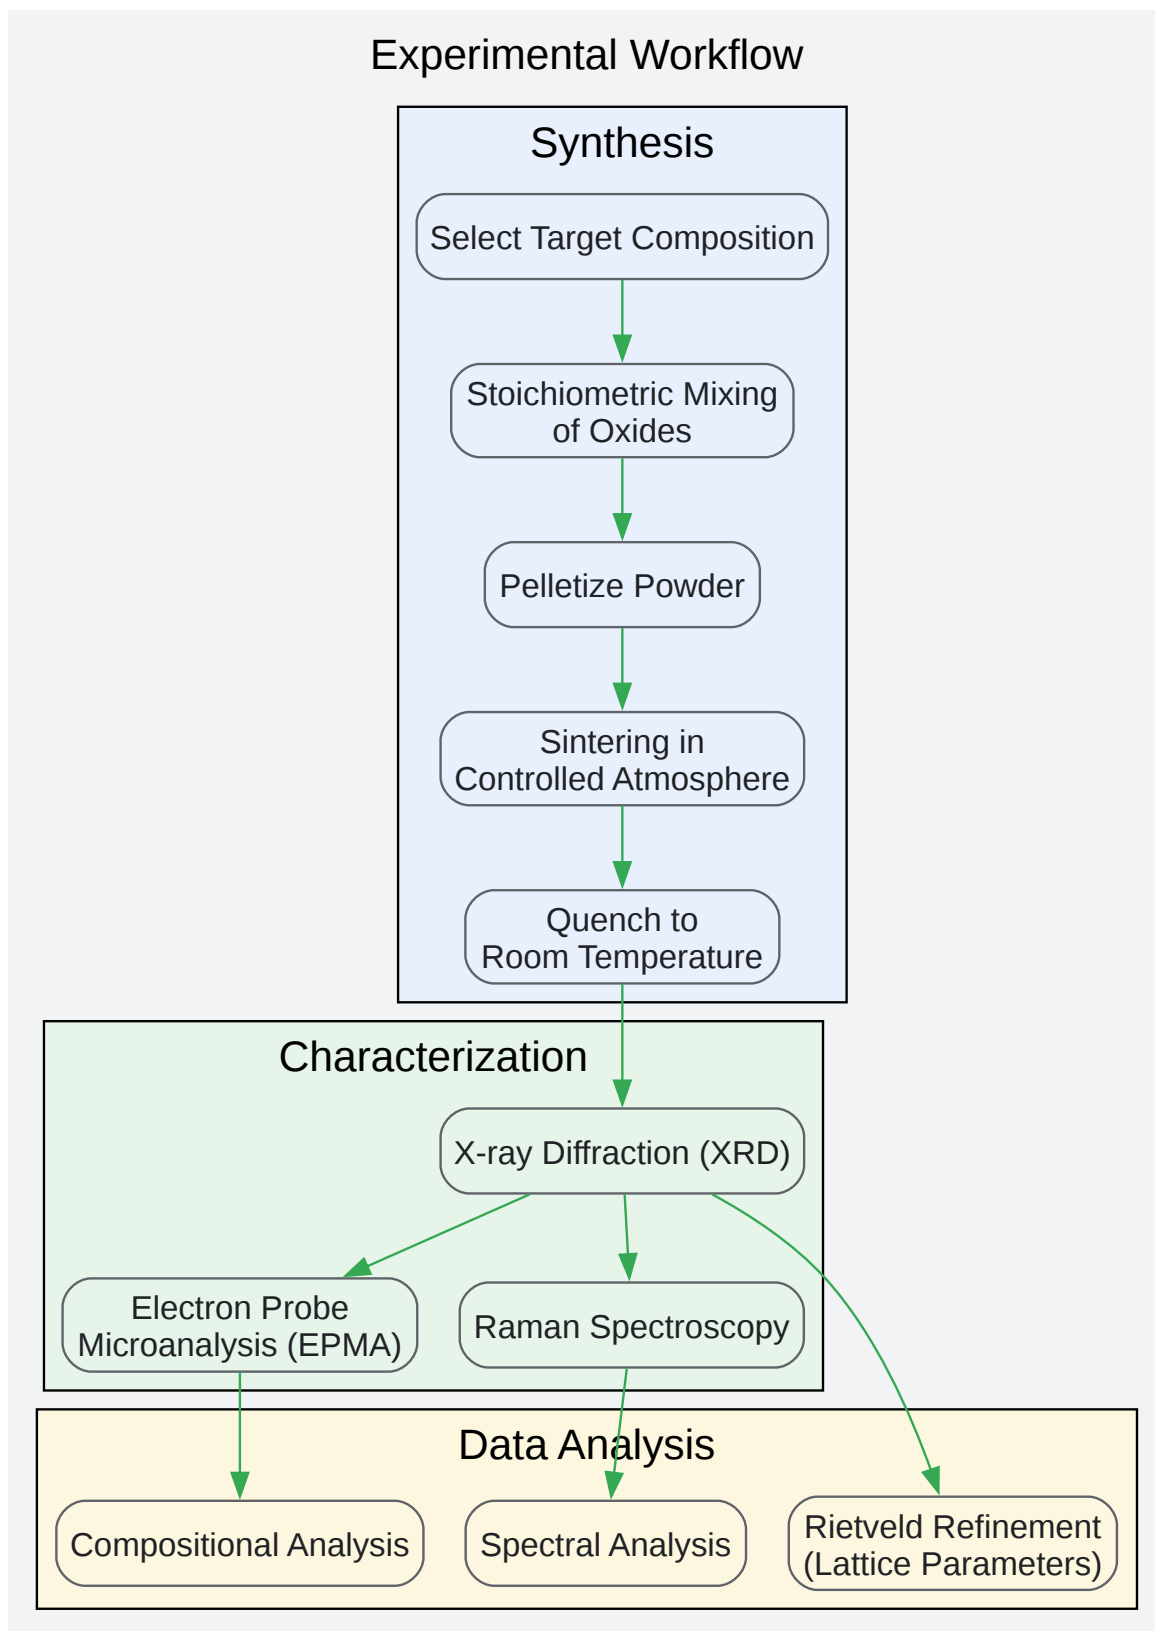 Experimental Workflow
Synthesis
Select Target Composition
Stoichiometric Mixing
of Oxides
Pelletize Powder
Sintering in
Controlled Atmosphere
Quench to
Room Temperature
Characterization
X-ray Diffraction (XRD)
Electron Probe
Microanalysis (EPMA)
Raman Spectroscopy
Data Analysis
Compositional Analysis
Spectral Analysis
Rietveld Refinement
(Lattice Parameters)